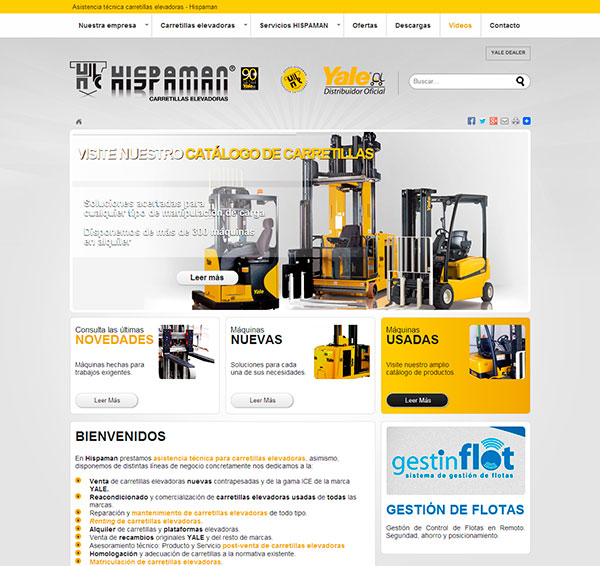 Asistencia técnica carretillas elevadoras - Hispaman
Nuestra empresa Carretillas elevadoras Servicios HISPAMAN Ofertas Descargas Videos Contacto
YALE DEALER
HISPAMAN®
CARRETILLAS ELEVADORAS
90
Yale
Distribuidor Oficial
Buscar...
VISITE NUESTRO CATÁLOGO DE CARRETILLAS
Soluciones acertadas para
cualquier tipo de manipulación de carga
Disponemos de más de 300 máquinas
en alquiler
Leer más
Yale
Consulta las últimas
NOVEDADES
Máquinas hechas para
trabajos exigentes.
Leer Más
Máquinas
NUEVAS
Soluciones para cada
una de sus necesidades.
Leer Más
Máquinas
USADAS
Visite nuestro amplio
catálogo de productos
Leer Más
BIENVENIDOS
En Hispaman prestamos asistencia técnica para carretillas elevadoras, asimismo,
disponemos de distintas líneas de negocio concretamente nos dedicamos a la:
Venta de carretillas elevadoras nuevas contrapesadas y de la gama ICE de la marca
YALE.
Reacondicionado y comercialización de carretillas elevadoras usadas de todas las
marcas.
Reparación y mantenimiento de carretillas elevadoras de todo tipo.
Renting de carretillas elevadoras.
Alquiler de carretillas y plataformas elevadoras.
Venta de recambios originales YALE y del resto de marcas.
Asesoramiento técnico: Producto y Servicio post-venta de carretillas elevadoras
Homologación y adecuación de carretillas a la normativa existente.
Matriculación de carretillas elevadoras.
gestinflot
sistema de gestión de flotas
GESTIÓN DE FLOTAS
Gestión de Control de Flotas en Remoto.
Seguridad, ahorro y posicionamiento.